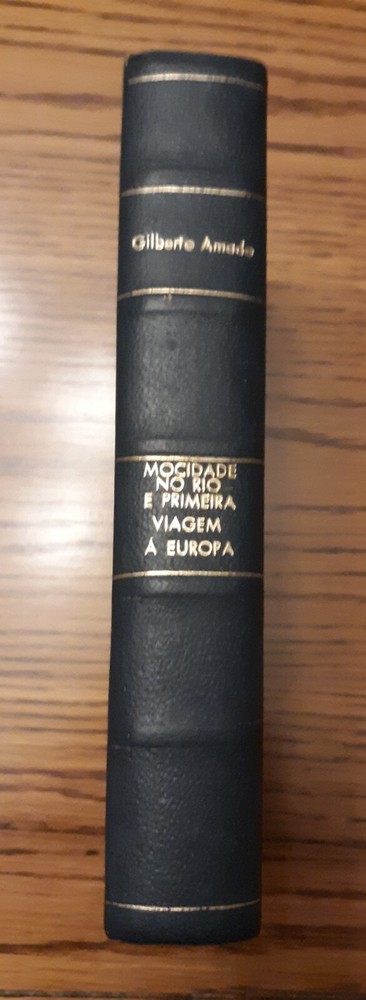 Gilberto Amado
MOCIDADE
NO RIO
E PRIMEIRA
VIAGEM
Á EUROPA